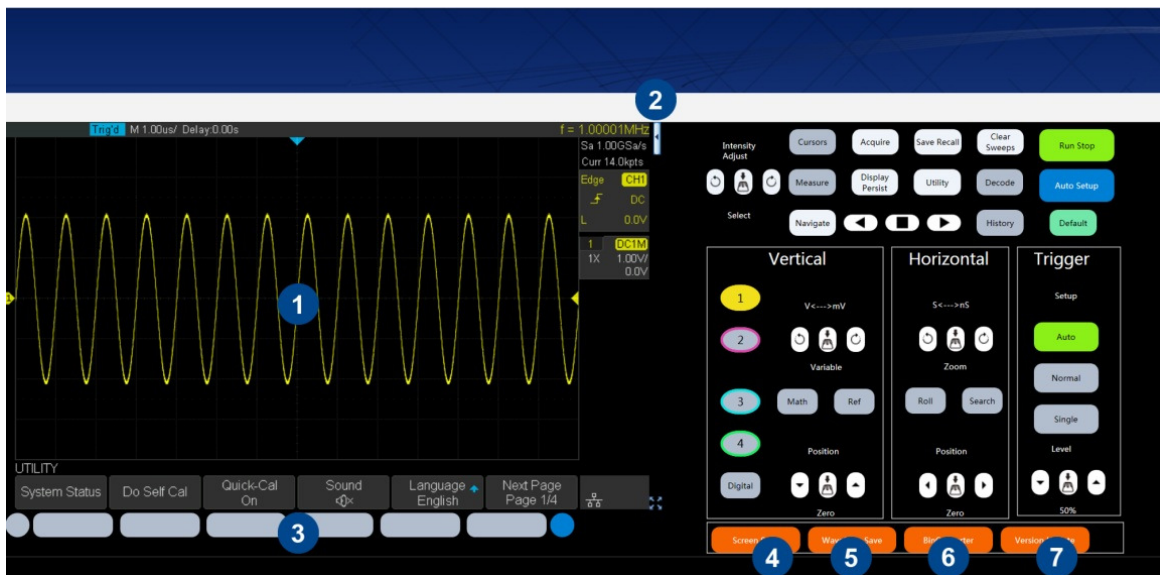 2
Trig'd M 1.00us/ Delay:0.00s f = 1.00001MHz
Sa 1.00GSa/s
Curr 14.0kpts
Edge CH1
DC
L 0.0V
1 DC1M
1X 1.00V/
0.0V
1
1
UTILITY
System Status
Do Self Cal
Quick-Cal
On
Sound
Language
English
Next Page
Page 1/4
3
Intensity
Adjust
Cursors
Acquire
Save Recall
Clear
Sweeps
Run Stop
Measure
Display
Persist
Utility
Decode
Auto Setup
Select
Navigate
History
Default
Vertical
1
V<--->mV
2
Variable
3
Math
Ref
4
Position
Digital
Zero
Horizontal
S<--->nS
Zoom
Roll
Search
Position
Zero
Trigger
Setup
Auto
Normal
Single
Level
50%
Screen
4
Save
5
6
Version
7